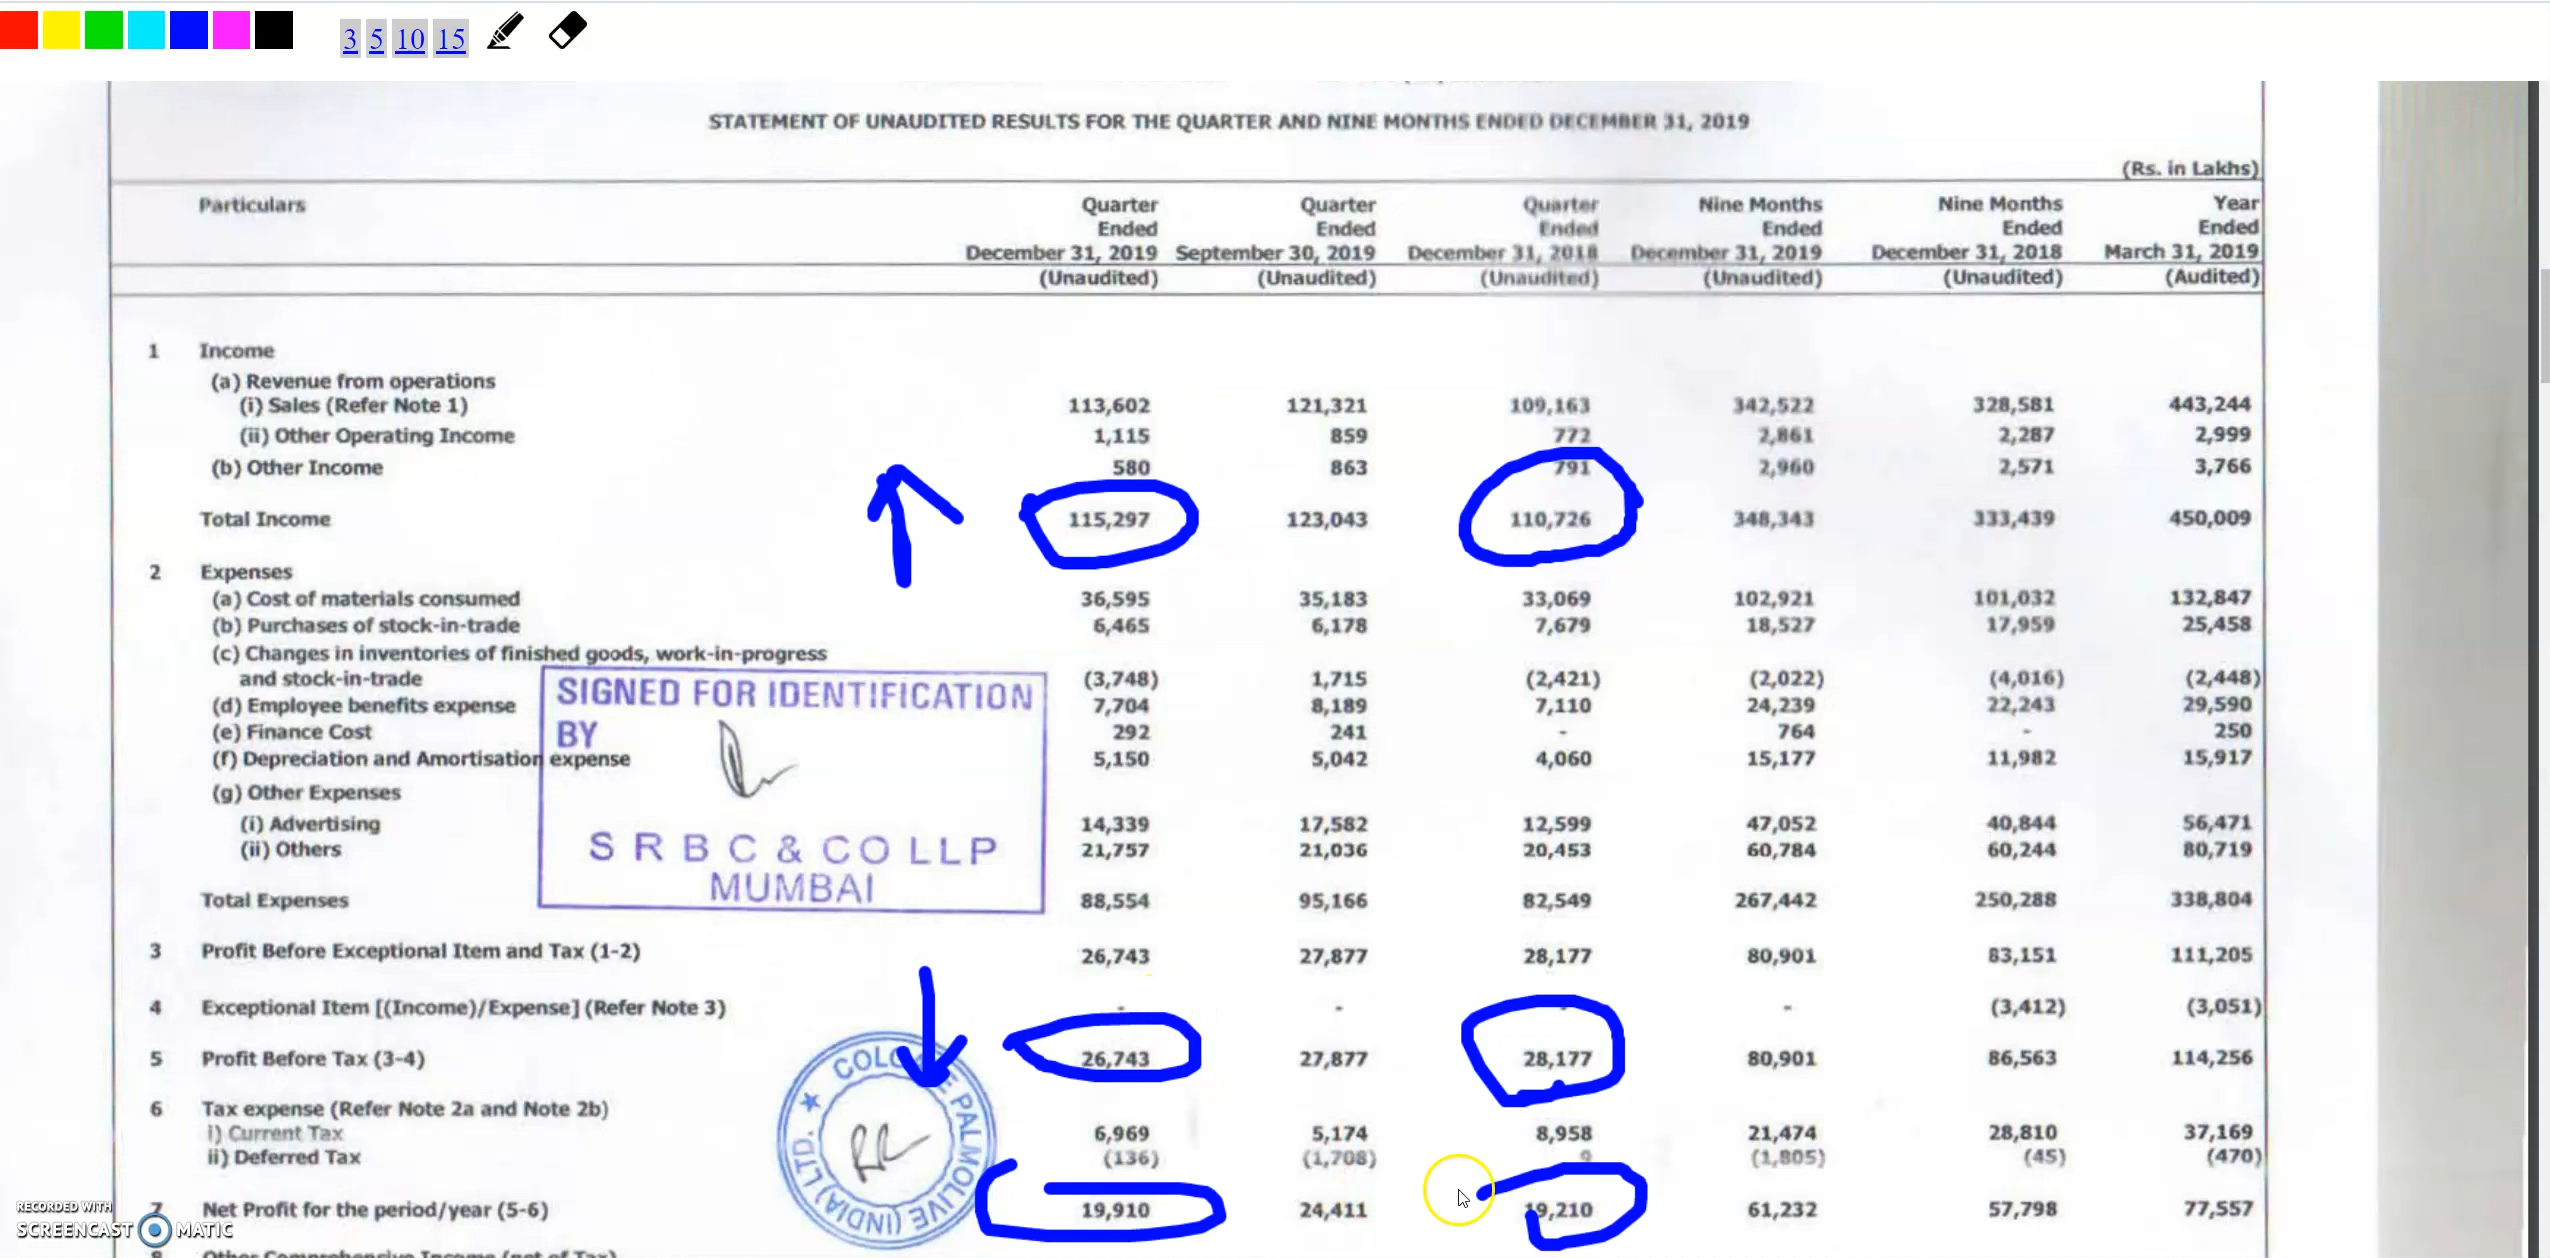 3 5 10 15
STATEMENT OF UNAUDITED RESULTS FOR THE QUARTER AND NINE MONTHS ENDED DECEMBER 31, 2019
(Rs. in Lakhs)
Particulars Quarter Quarter Quarter Nine Months Nine Months Year
Ended Ended Ended Ended Ended Ended
December 31, 2019 September 30, 2019 December 31, 2018 December 31, 2019 December 31, 2018 March 31, 2019
(Unaudited) (Unaudited) (Unaudited) (Unaudited) (Unaudited) (Audited)
1 Income
(a) Revenue from operations
(i) Sales (Refer Note 1) 113,602 121,321 109,163 342,522 328,581 443,244
(ii) Other Operating Income 1,115 859 772 2,861 2,287 2,999
(b) Other Income 580 863 791 2,960 2,571 3,766
Total Income 115,297 123,043 110,726 348,343 333,439 450,009
2 Expenses
(a) Cost of materials consumed 36,595 35,183 33,069 102,921 101,032 132,847
(b) Purchases of stock-in-trade 6,465 6,178 7,679 18,527 17,959 25,458
(c) Changes in inventories of finished goods, work-in-progress
and stock-in-trade (3,748) 1,715 (2,421) (2,022) (4,016) (2,448)
(d) Employee benefits expense 7,704 8,189 7,110 24,239 22,243 29,590
(e) Finance Cost 292 241 - 764 - 250
(f) Depreciation and Amortisation expense 5,150 5,042 4,060 15,177 11,982 15,917
(g) Other Expenses
(i) Advertising 14,339 17,582 12,599 47,052 40,844 56,471
(ii) Others 21,757 21,036 20,453 60,784 60,244 80,719
Total Expenses 88,554 95,166 82,549 267,442 250,288 338,804
SIGNED FOR IDENTIFICATION
BY
S R B C & CO LLP
MUMBAI
3 Profit Before Exceptional Item and Tax (1-2) 26,743 27,877 28,177 80,901 83,151 111,205
4 Exceptional Item [(Income)/Expense] (Refer Note 3) - - - - (3,412) (3,051)
5 Profit Before Tax (3-4) 26,743 27,877 28,177 80,901 86,563 114,256
6 Tax expense (Refer Note 2a and Note 2b)
i) Current Tax 6,969 5,174 8,958 21,474 28,810 37,169
ii) Deferred Tax (136) (1,708) 9 (1,805) (45) (470)
7 Net Profit for the period/year (5-6) 19,910 24,411 19,210 61,232 57,798 77,557
PALMOLIVE (INDIA) LTD.
RECORDED WITH
SCREENCAST MATIC